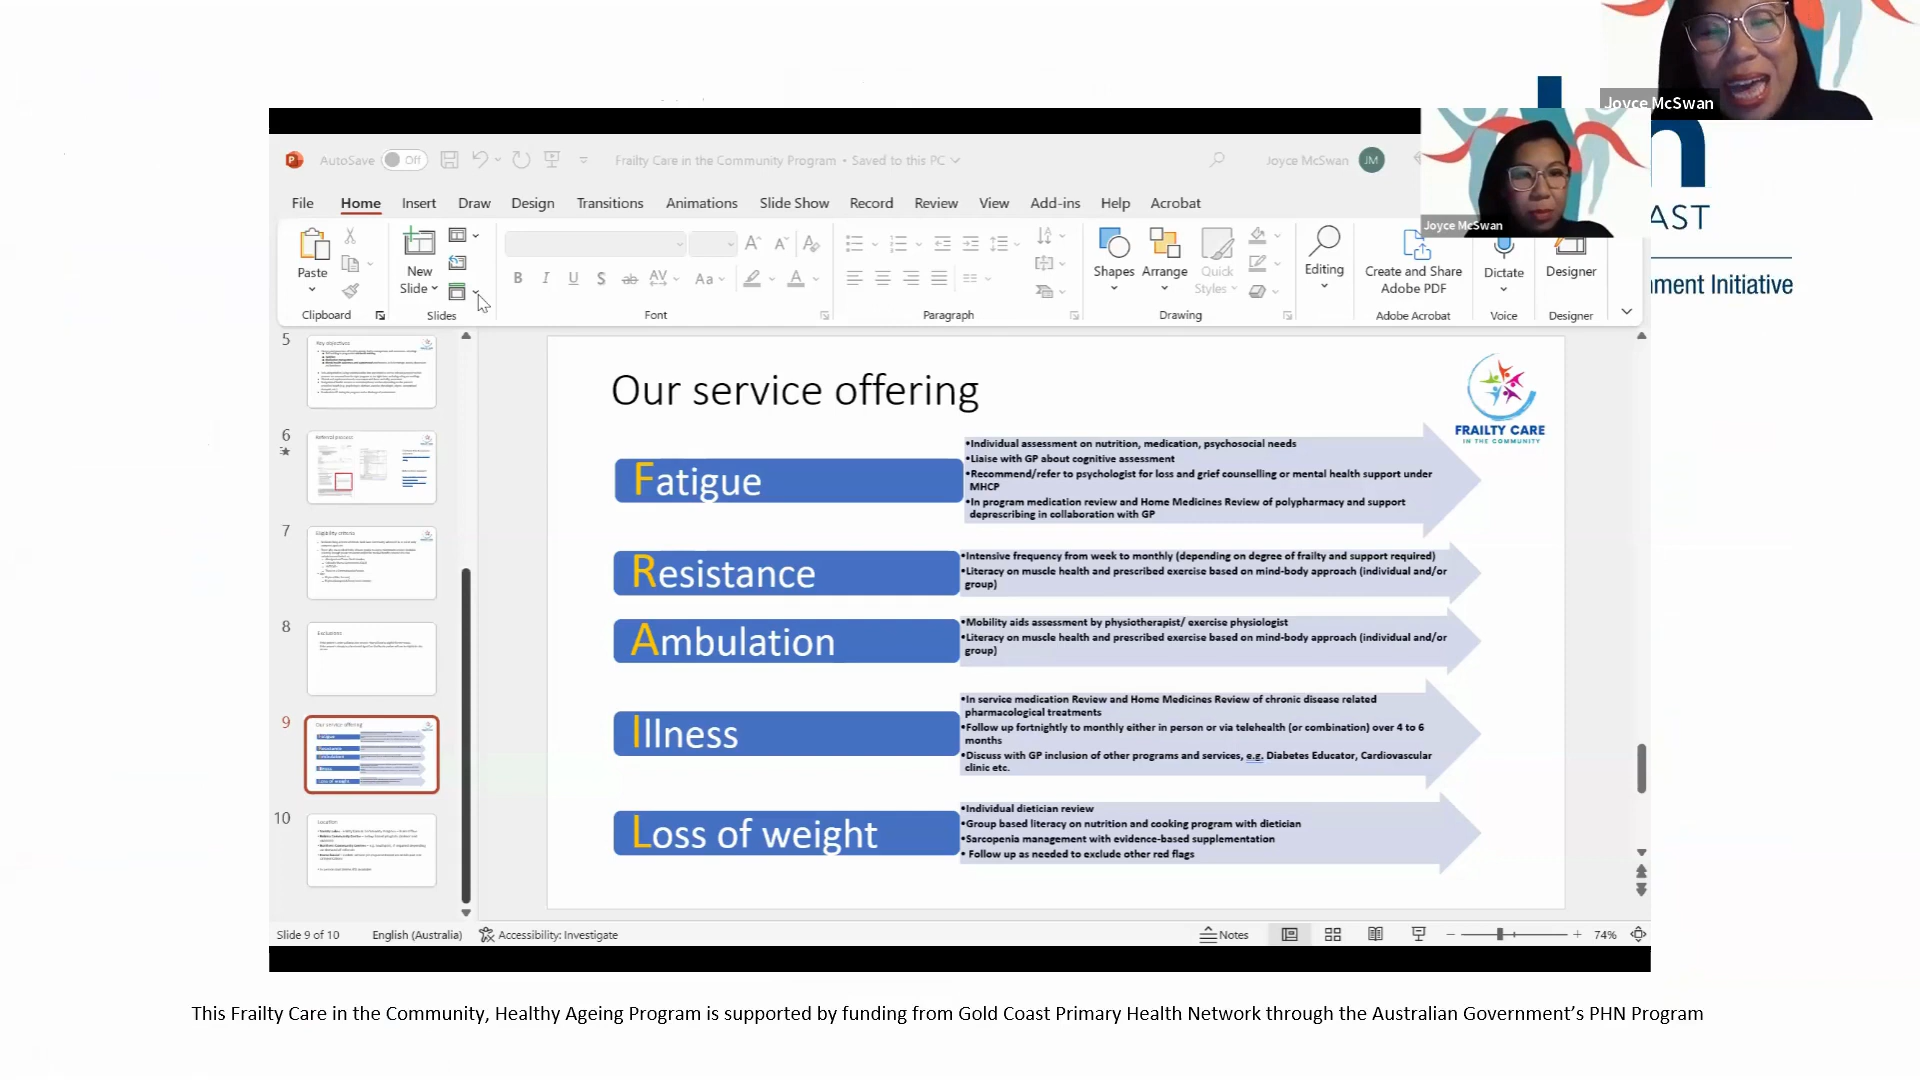 Joyce McSwan
AutoSave
Off
Frailty Care in the Community Program • Saved to this PC
Joyce McSwan
JM
Joyce McSwan
AST
File
Home
Insert
Draw
Design
Transitions
Animations
Slide Show
Record
Review
View
Add-ins
Help
Acrobat
Paste
New
Slide
Clipboard
Slides
Font
Paragraph
Shapes
Arrange
Quick
Styles
Drawing
Editing
Create and Share
Adobe PDF
Adobe Acrobat
Dictate
Voice
Designer
Designer
nment Initiative
5
Key objectives
6
Referral process
7
Eligibility criteria
8
Exclusions
9
Our service offering
10
Location
Our service offering
FRAILTY CARE
IN THE COMMUNITY
Fatigue
•Individual assessment on nutrition, medication, psychosocial needs
•Liaise with GP about cognitive assessment
•Recommend/refer to psychologist for loss and grief counselling or mental health support under
MHCP
•In program medication review and Home Medicines Review of polypharmacy and support
deprescribing in collaboration with GP
Resistance
•Intensive frequency from week to monthly (depending on degree of frailty and support required)
•Literacy on muscle health and prescribed exercise based on mind-body approach (individual and/or
group)
Ambulation
•Mobility aids assessment by physiotherapist/ exercise physiologist
•Literacy on muscle health and prescribed exercise based on mind-body approach (individual and/or
group)
Illness
•In service medication Review and Home Medicines Review of chronic disease related
pharmacological treatments
•Follow up fortnightly to monthly either in person or via telehealth (or combination) over 4 to 6
months
•Discuss with GP inclusion of other programs and services, e.g. Diabetes Educator, Cardiovascular
clinic etc.
Loss of weight
•Individual dietician review
•Group based literacy on nutrition and cooking program with dietician
•Sarcopenia management with evidence-based supplementation
• Follow up as needed to exclude other red flags
Slide 9 of 10
English (Australia)
Accessibility: Investigate
Notes
74%
This Frailty Care in the Community, Healthy Ageing Program is supported by funding from Gold Coast Primary Health Network through the Australian Government's PHN Program